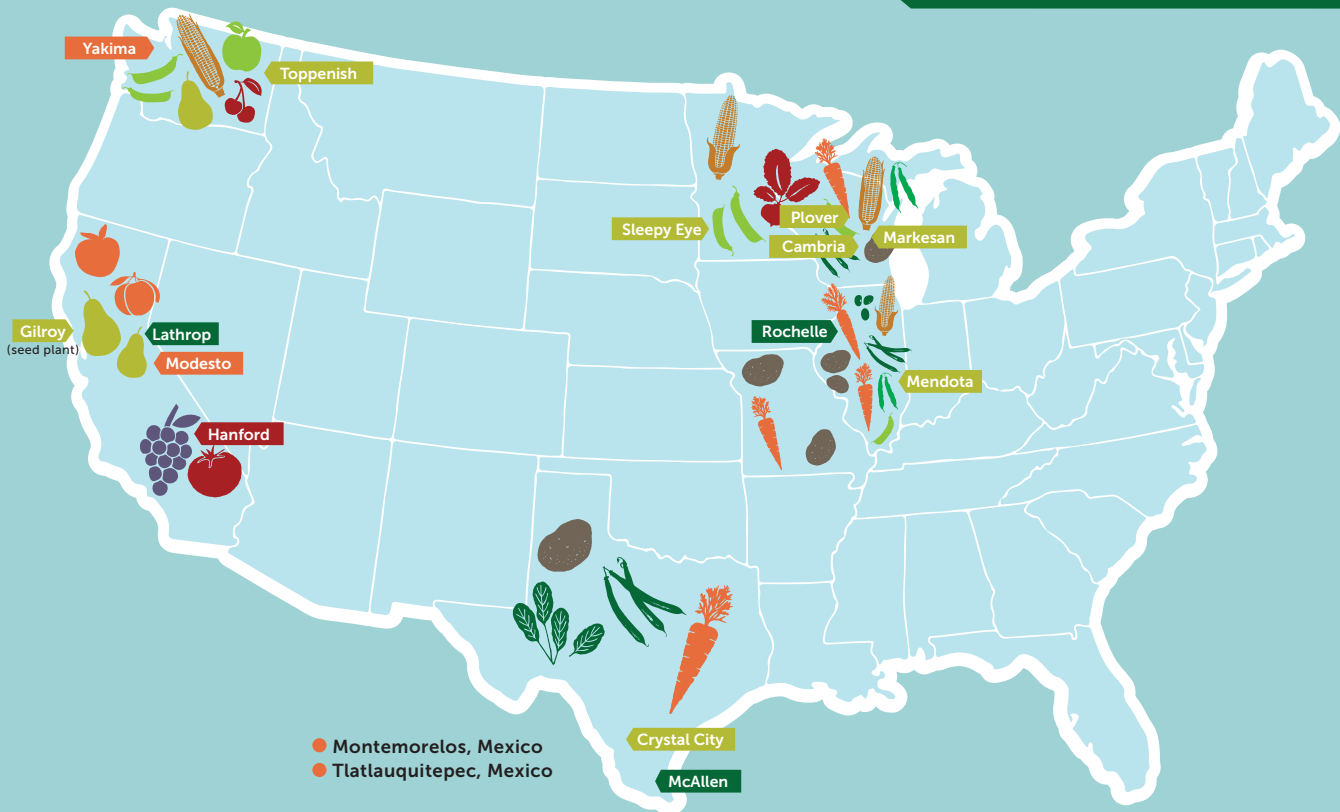 Yakima
Toppenish
Sleepy Eye
Plover
Cambria
Markesan
Gilroy
(seed plant)
Lathrop
Modesto
Rochelle
Mendota
Hanford
Crystal City
McAllen
Montemorelos, Mexico
Tlatlauquitepec, Mexico